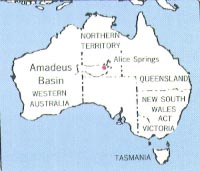 NORTHERN
TERRITORY
Alice Springs
Amadeus
Basin
WESTERN
AUSTRALIA
QUEENSLAND
NEW SOUTH
WALES
ACT
VICTORIA
TASMANIA